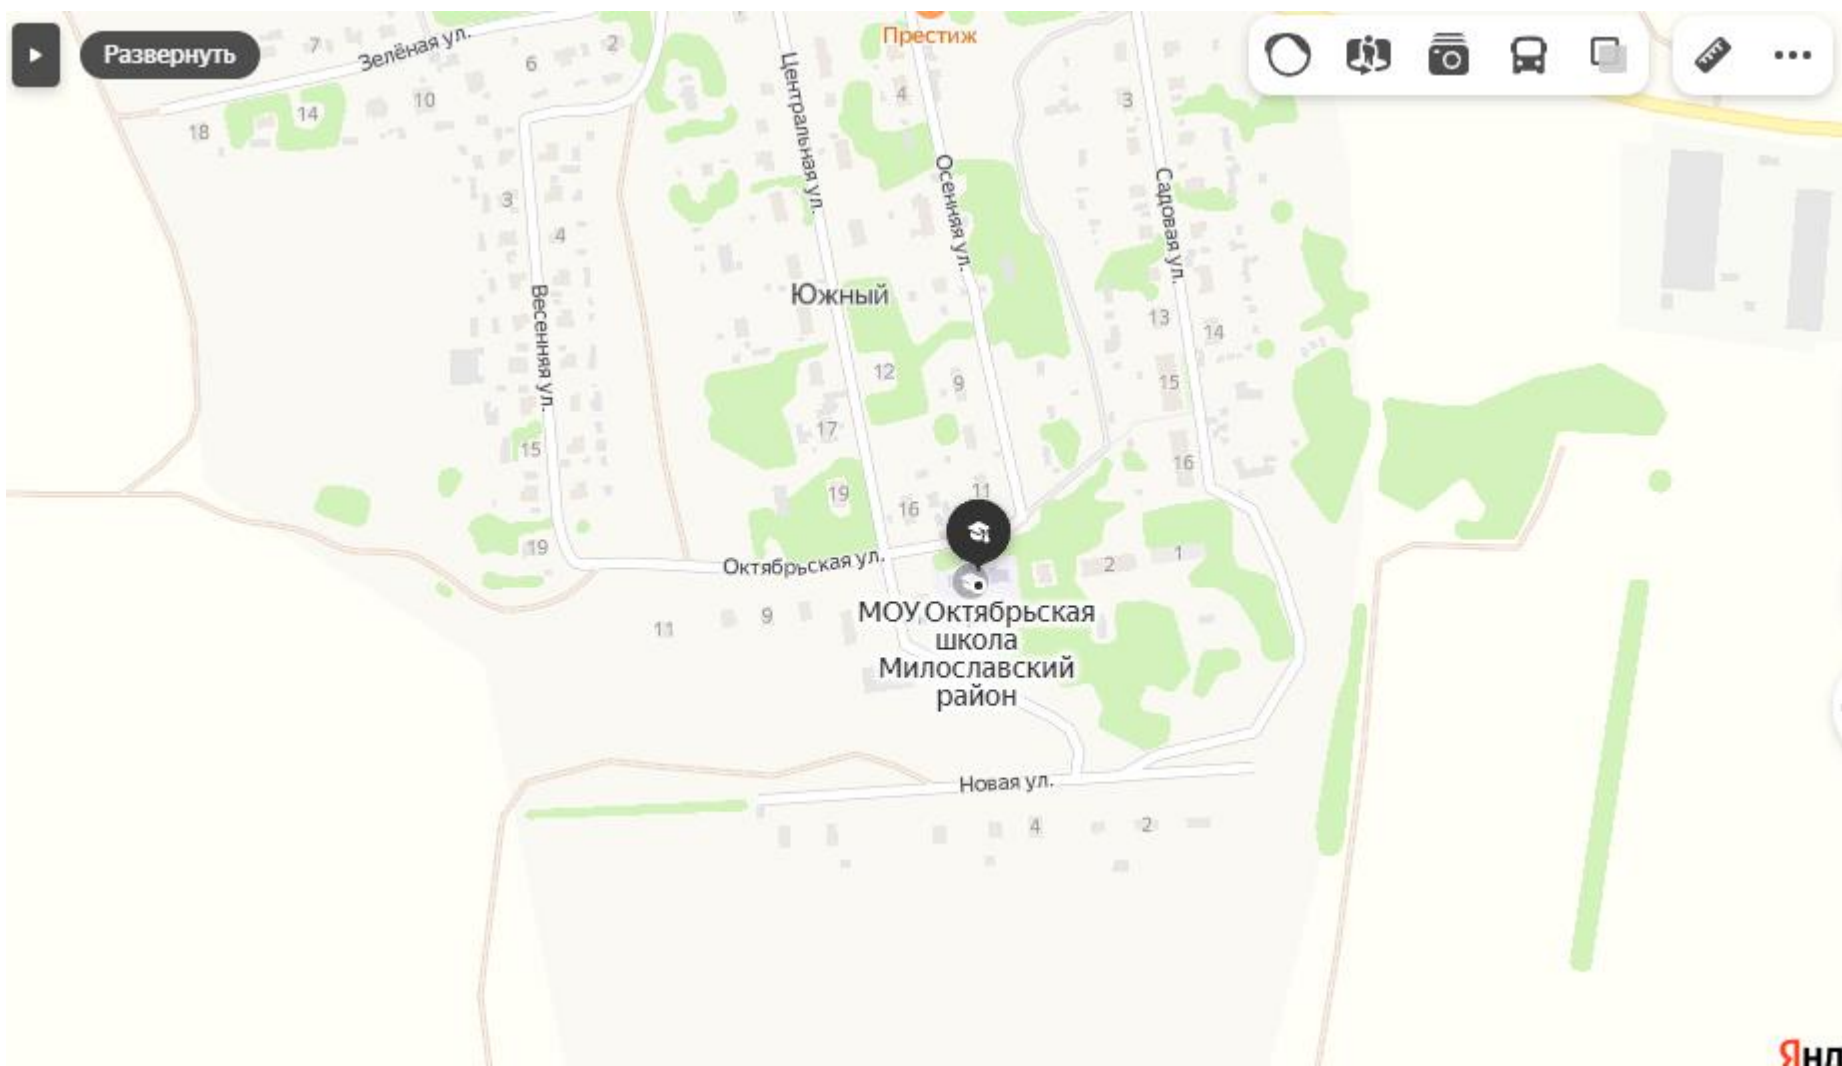 Развернуть
Престиж
Зелёная ул.
7
2
6
10
14
18
4
3
Центральная ул.
Осенняя ул.
Садовая ул.
3
4
Весенняя ул.
Южный
13
14
12
9
15
17
15
16
19
16
11
19
Октябрьская ул.
2
1
11
9
МОУ Октябрьская
школа
Милославский
район
Новая ул.
4
2